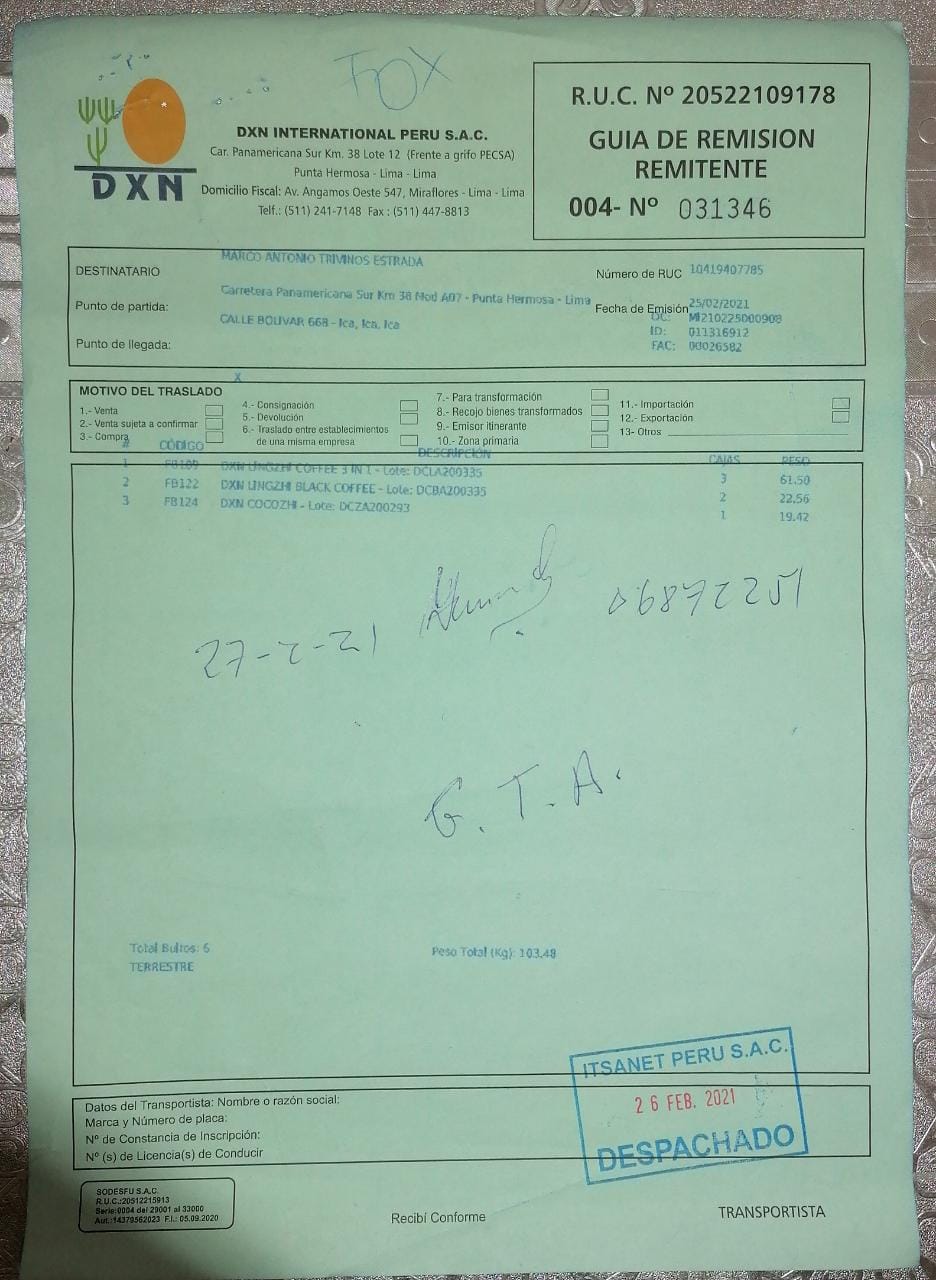 FOX
DXN
DXN INTERNATIONAL PERU S.A.C.
Car. Panamericana Sur Km. 38 Lote 12 (Frente a grifo PECSA)
Punta Hermosa - Lima - Lima
Domicilio Fiscal: Av. Angamos Oeste 547, Miraflores - Lima - Lima
Telf.: (511) 241-7148 Fax : (511) 447-8813
R.U.C. Nº 20522109178
GUIA DE REMISION
REMITENTE
004- Nº 031346
DESTINATARIO MARCO ANTONIO TRIVINOS ESTRADA
Número de RUC 10419407785
Punto de partida: Carretera Panamericana Sur Km 38 Mod A07 - Punta Hermosa - Lima
Fecha de Emisión 25/02/2021
OC: MI210225000908
ID: 011316912
FAC: 00026582
Punto de llegada: CALLE BOLIVAR 668 - Ica, Ica, Ica
MOTIVO DEL TRASLADO X
1.- Venta
2.- Venta sujeta a confirmar
3.- Compra
4.- Consignación
5.- Devolución
6.- Traslado entre establecimientos
de una misma empresa
7.- Para transformación
8.- Recojo bienes transformados
9.- Emisor itinerante
10.- Zona primaria
11.- Importación
12.- Exportación
13- Otros
# CÓDIGO DESCRIPCIÓN CAJAS PESO
1 FB109 DXN LINGZHI COFFEE 3 IN 1 - Lote: DCLA200335 3 61.50
2 FB122 DXN LINGZHI BLACK COFFEE - Lote: DCBA200335 2 22.56
3 FB124 DXN COCOZHI - Lote: DCZA200293 1 19.42
27-2-21 06872251
G. T. A.
Total Bultos: 6 Peso Total (Kg): 103.48
TERRESTRE
ITSANET PERU S.A.C.
26 FEB. 2021
DESPACHADO
Datos del Transportista: Nombre o razón social:
Marca y Número de placa:
Nº de Constancia de Inscripción:
Nº (s) de Licencia(s) de Conducir
SODESFU S.A.C.
R.U.C.:20512215913
Serie:0004 del 29001 al 33000
Aut.:14379562023 F.I.: 05.09.2020
Recibí Conforme
TRANSPORTISTA